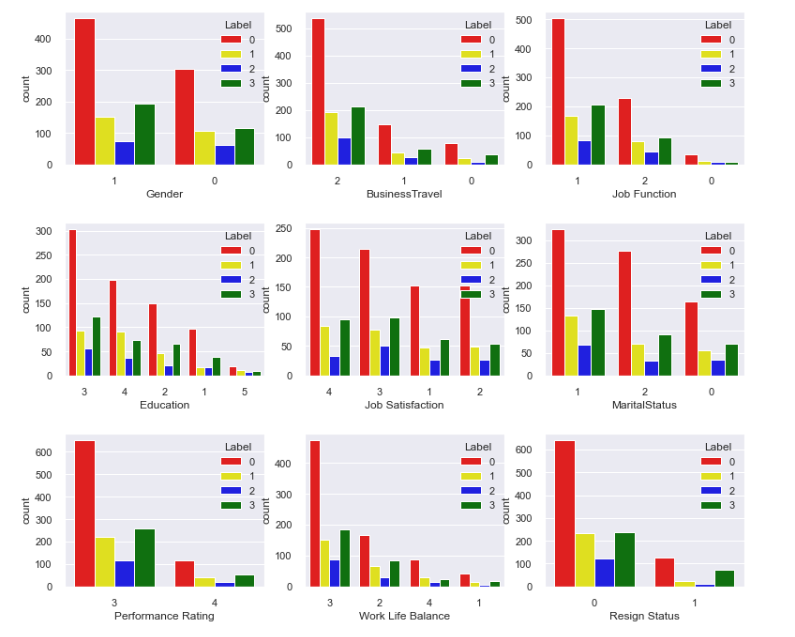 Label
0
1
2
3
400
300
200
100
0
count
1 0
Gender
Label
0
1
2
3
500
400
300
200
100
0
count
2 1 0
BusinessTravel
Label
0
1
2
3
500
400
300
200
100
0
count
1 2 0
Job Function
Label
0
1
2
3
300
250
200
150
100
50
0
count
3 4 2 1 5
Education
Label
0
1
2
3
250
200
150
100
50
0
count
4 3 1 2
Job Satisfaction
Label
0
1
2
3
300
250
200
150
100
50
0
count
1 2 0
MaritalStatus
Label
0
1
2
3
600
500
400
300
200
100
0
count
3 4
Performance Rating
Label
0
1
2
3
400
300
200
100
0
count
3 2 4 1
Work Life Balance
Label
0
1
2
3
600
500
400
300
200
100
0
count
0 1
Resign Status